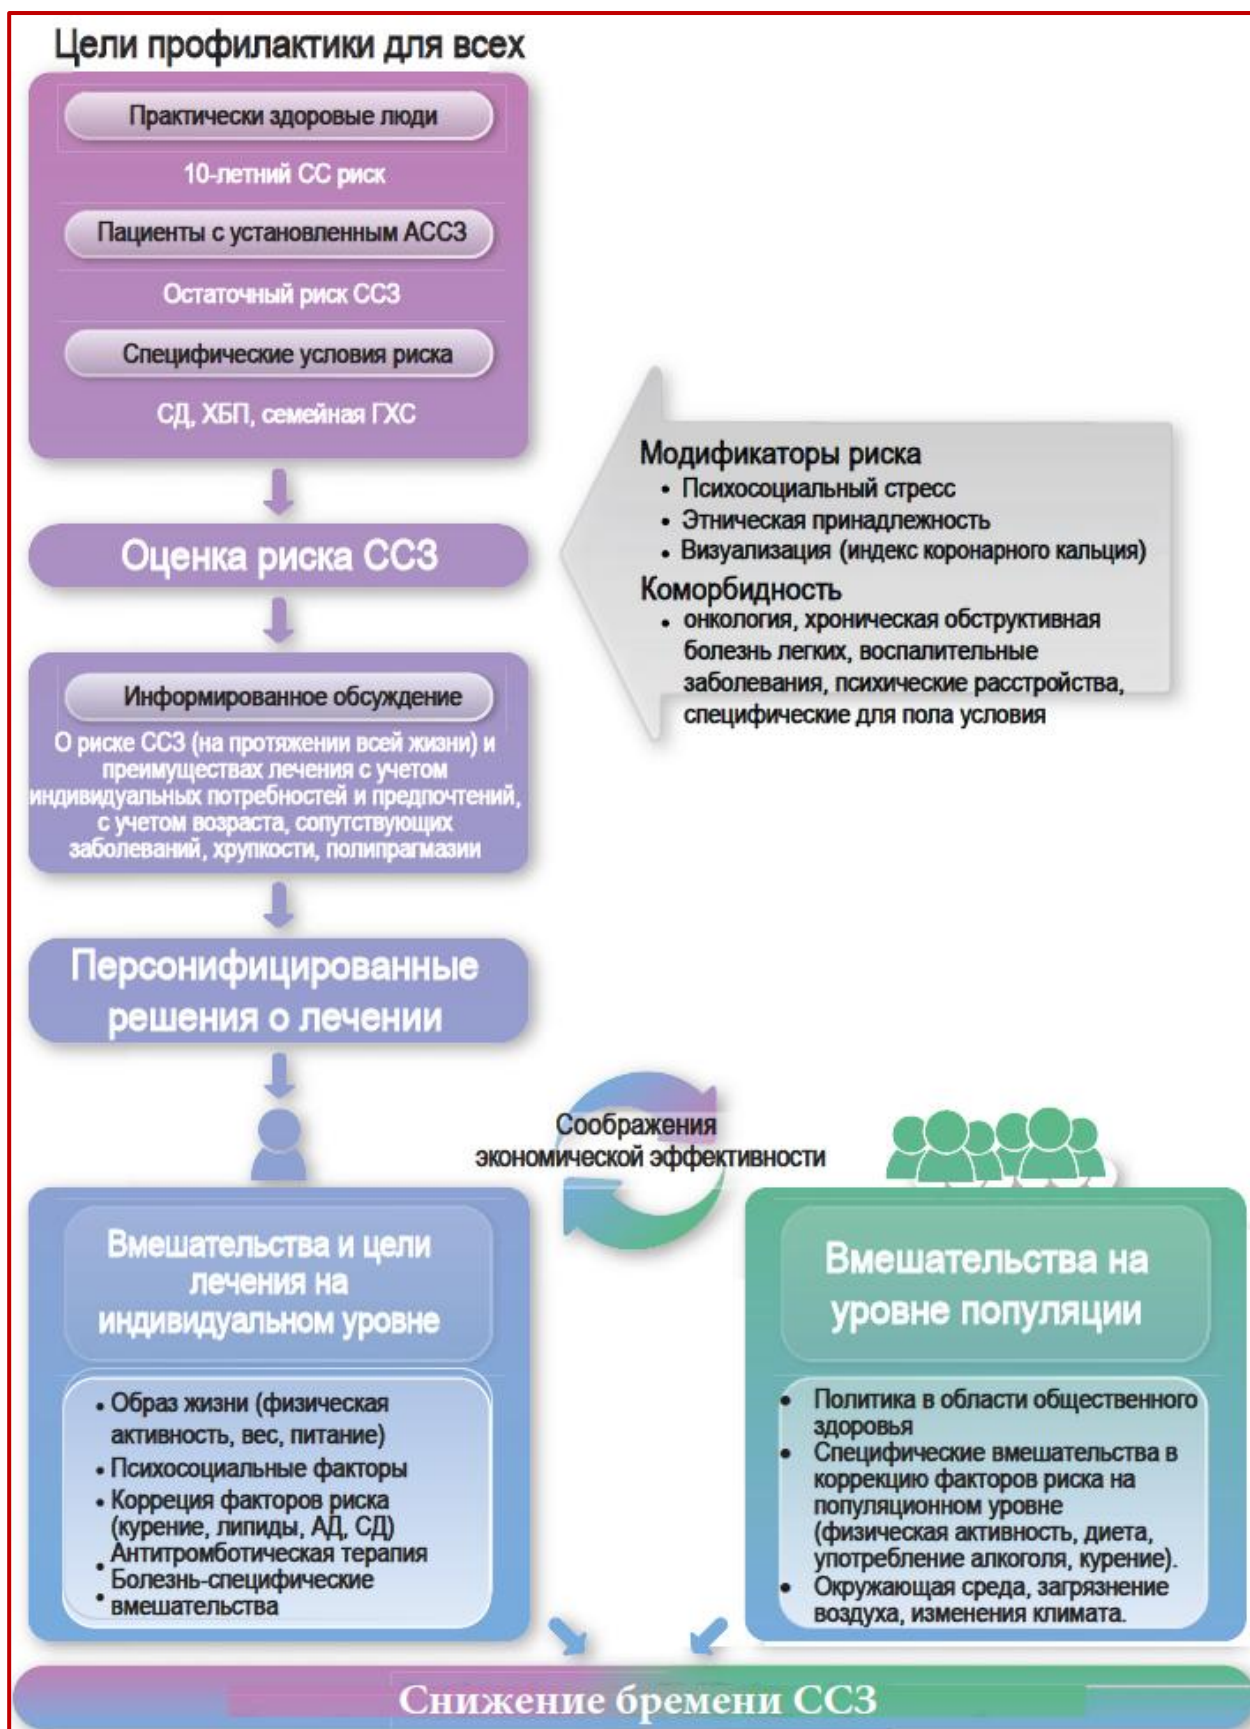 Цели профилактики для всех
Практически здоровые люди
10-летний СС риск
Пациенты с установленным АССЗ
Остаточный риск ССЗ
Специфические условия риска
СД, ХБП, семейная ГХС
Модификаторы риска
• Психосоциальный стресс
• Этническая принадлежность
• Визуализация (индекс коронарного кальция)
Коморбидность
• онкология, хроническая обструктивная
болезнь легких, воспалительные
заболевания, психические расстройства,
специфические для пола условия
Оценка риска ССЗ
Информированное обсуждение
О риске ССЗ (на протяжении всей жизни) и
преимуществах лечения с учетом
индивидуальных потребностей и предпочтений,
с учетом возраста, сопутствующих
заболеваний, хрупкости, полипрагмазии
Персонифицированные
решения о лечении
Соображения
экономической эффективности
Вмешательства и цели
лечения на
индивидуальном уровне
• Образ жизни (физическая
активность, вес, питание)
• Психосоциальные факторы
• Корреция факторов риска
(курение, липиды, АД, СД)
• Антитромботическая терапия
Болезнь-специфические
• вмешательства
Вмешательства на
уровне популяции
• Политика в области общественного
здоровья
• Специфические вмешательства в
коррекцию факторов риска на
популяционном уровне
(физическая активность, диета,
употребление алкоголя, курение).
• Окружающая среда, загрязнение
воздуха, изменения климата.
Снижение бремени ССЗ